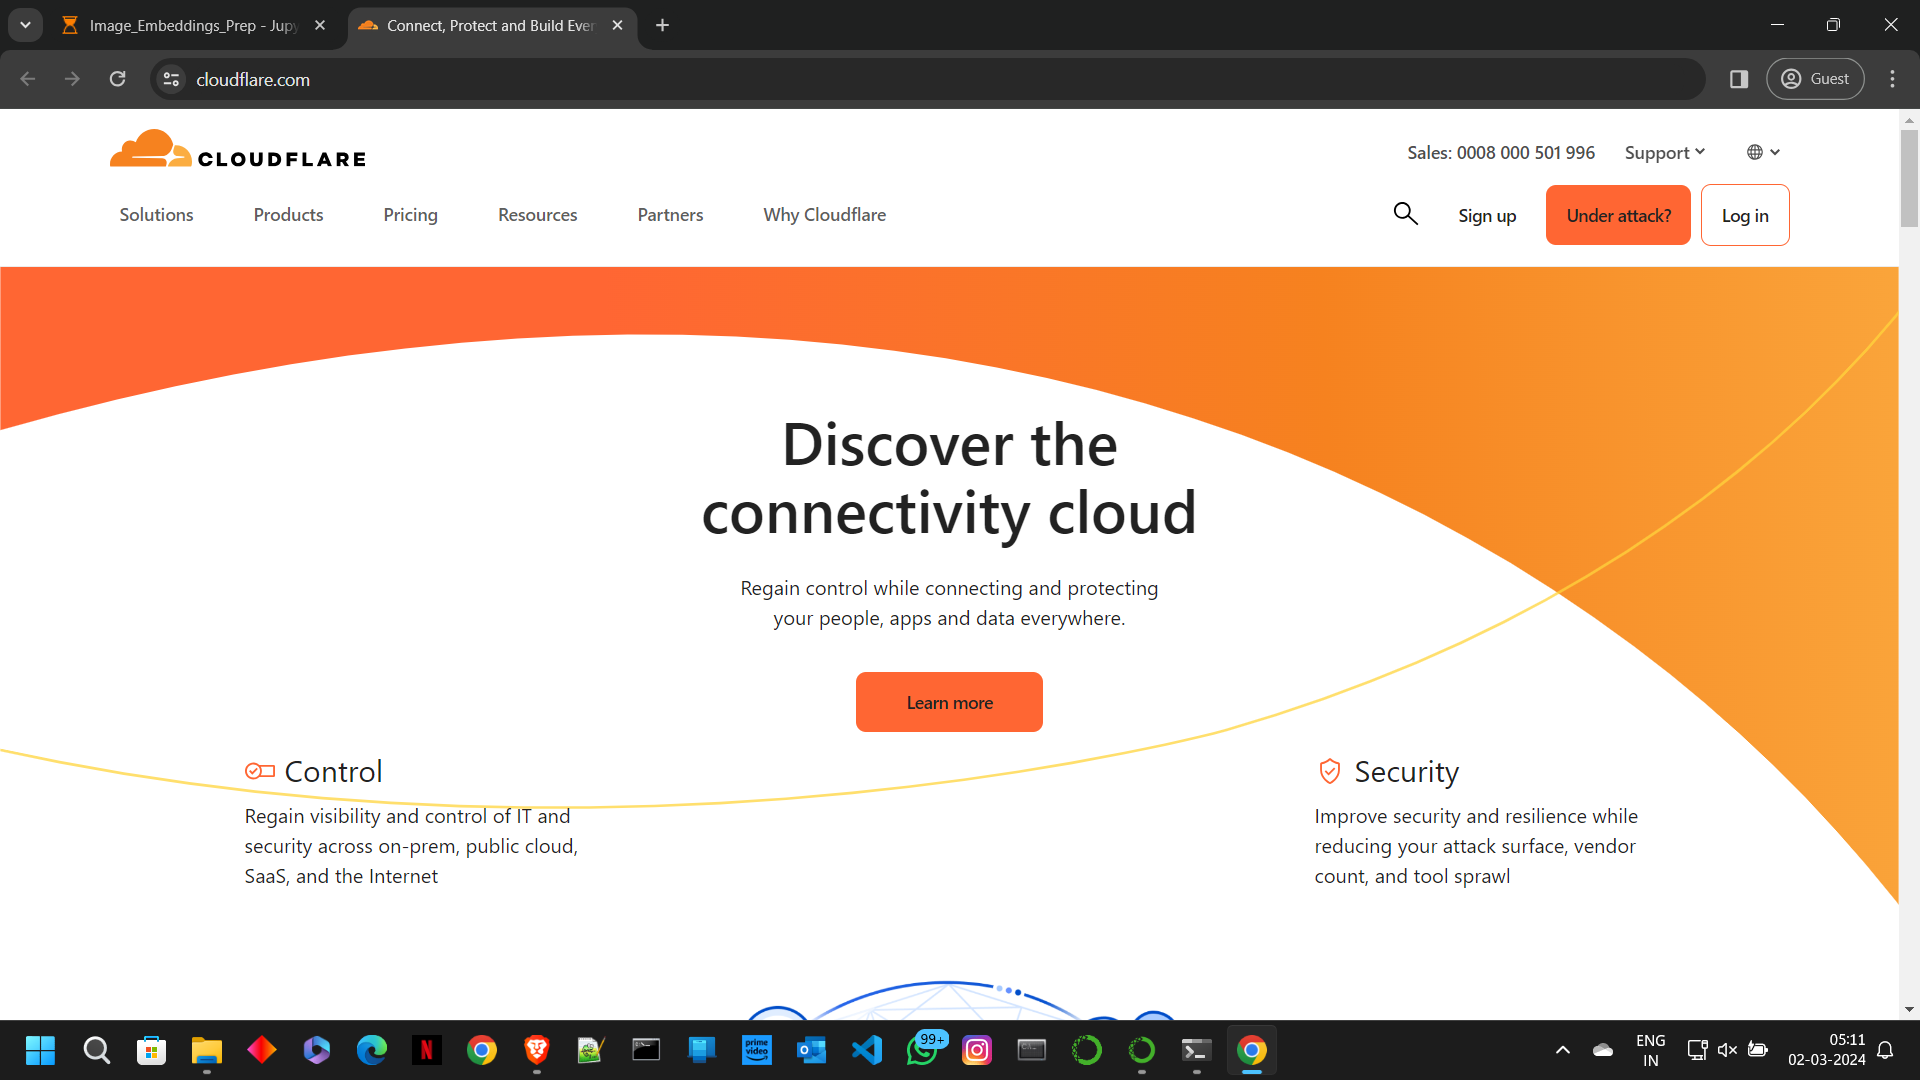 Image_Embeddings_Prep - Jupy
Connect, Protect and Build Ever
cloudflare.com
Guest
CLOUDFLARE
Sales: 0008 000 501 996
Support
Solutions
Products
Pricing
Resources
Partners
Why Cloudflare
Sign up
Under attack?
Log in
Discover the
connectivity cloud
Regain control while connecting and protecting
your people, apps and data everywhere.
Learn more
Control
Regain visibility and control of IT and
security across on-prem, public cloud,
SaaS, and the Internet
Security
Improve security and resilience while
reducing your attack surface, vendor
count, and tool sprawl
N
prime
video
99+
ENG
IN
05:11
02-03-2024